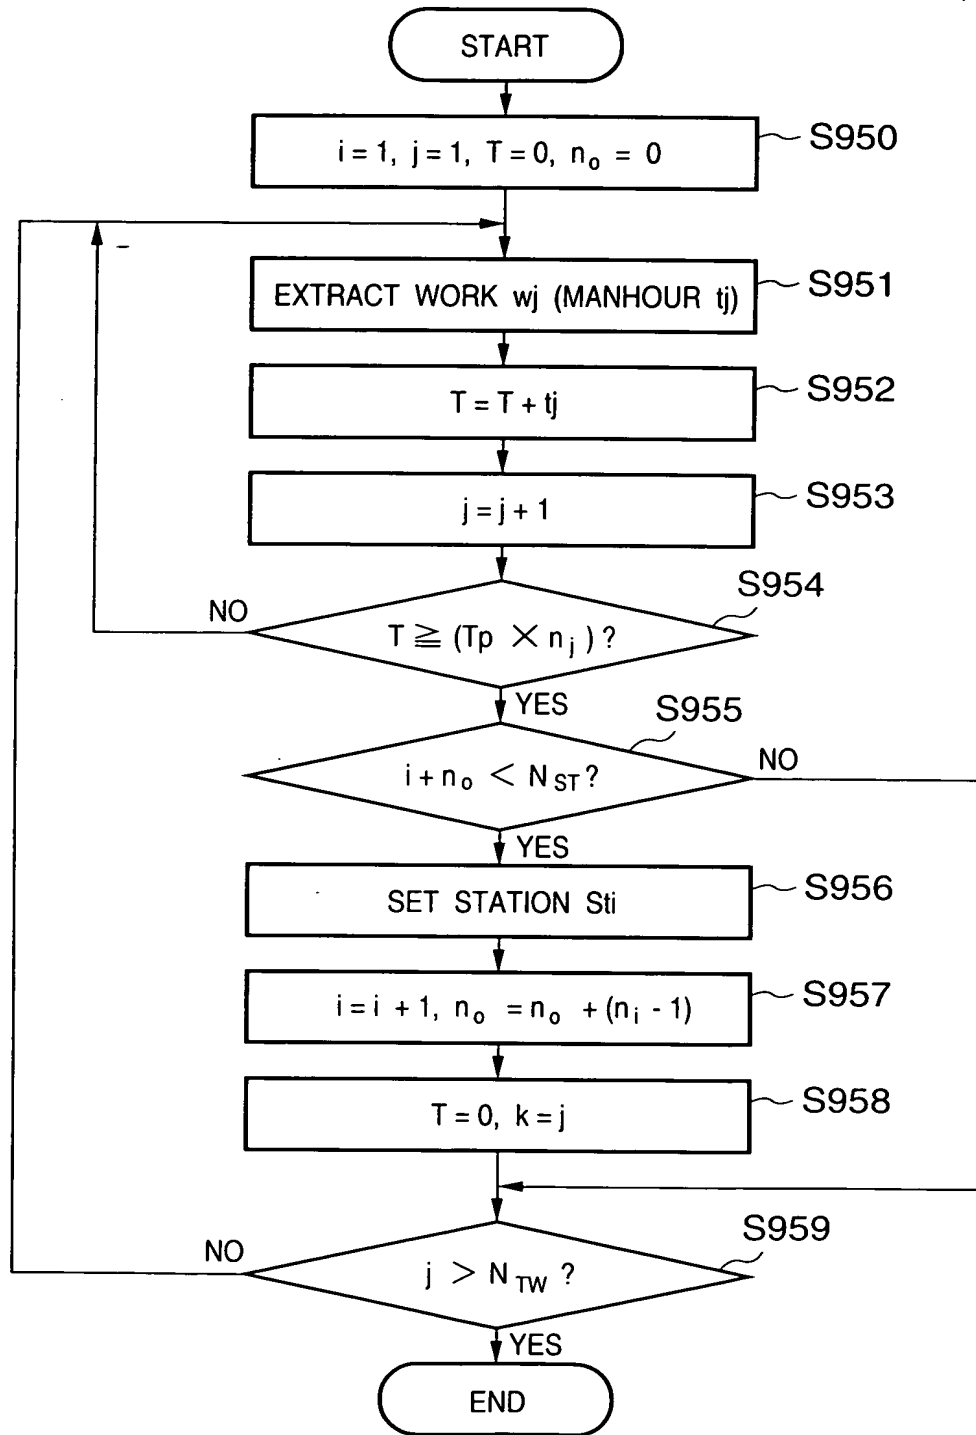 START
i = 1, j = 1, T = 0, n₀ = 0
S950
EXTRACT WORK wj (MANHOUR tj)
S951
T = T + tj
S952
j = j + 1
S953
S954
NO
T ≧ (Tp × nⱼ) ?
YES
S955
i + n₀ < N_ST ?
NO
YES
SET STATION Sti
S956
i = i + 1, n₀ = n₀ + (nᵢ - 1)
S957
T = 0, k = j
S958
S959
NO
j > N_TW ?
YES
END